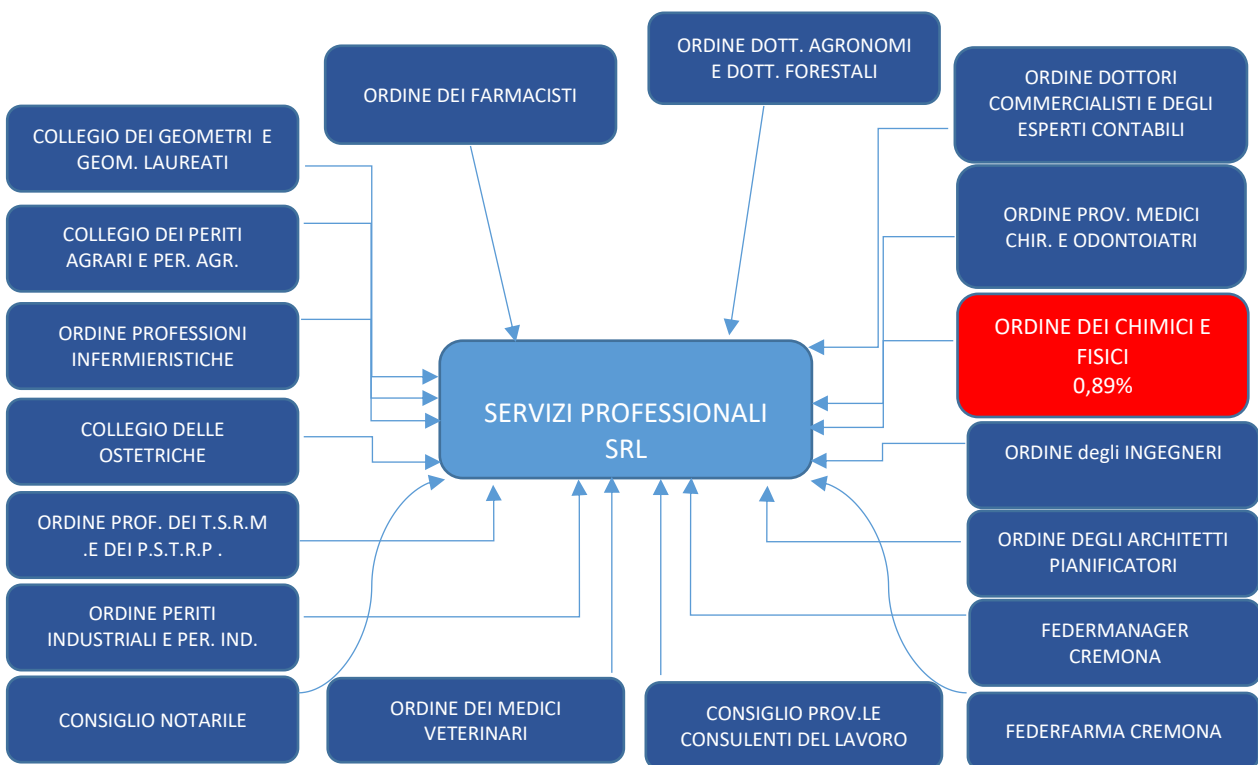 ORDINE DEI FARMACISTI
ORDINE DOTT. AGRONOMI
E DOTT. FORESTALI
ORDINE DOTTORI
COMMERCIALISTI E DEGLI
ESPERTI CONTABILI
COLLEGIO DEI GEOMETRI E
GEOM. LAUREATI
COLLEGIO DEI PERITI
AGRARI E PER. AGR.
ORDINE PROV. MEDICI
CHIR. E ODONTOIATRI
ORDINE PROFESSIONI
INFERMIERISTICHE
ORDINE DEI CHIMICI E
FISICI
0,89%
SERVIZI PROFESSIONALI
SRL
COLLEGIO DELLE
OSTETRICHE
ORDINE degli INGEGNERI
ORDINE PROF. DEI T.S.R.M
.E DEI P.S.T.R.P .
ORDINE DEGLI ARCHITETTI
PIANIFICATORI
ORDINE PERITI
INDUSTRIALI E PER. IND.
FEDERMANAGER
CREMONA
CONSIGLIO NOTARILE
ORDINE DEI MEDICI
VETERINARI
CONSIGLIO PROV.LE
CONSULENTI DEL LAVORO
FEDERFARMA CREMONA